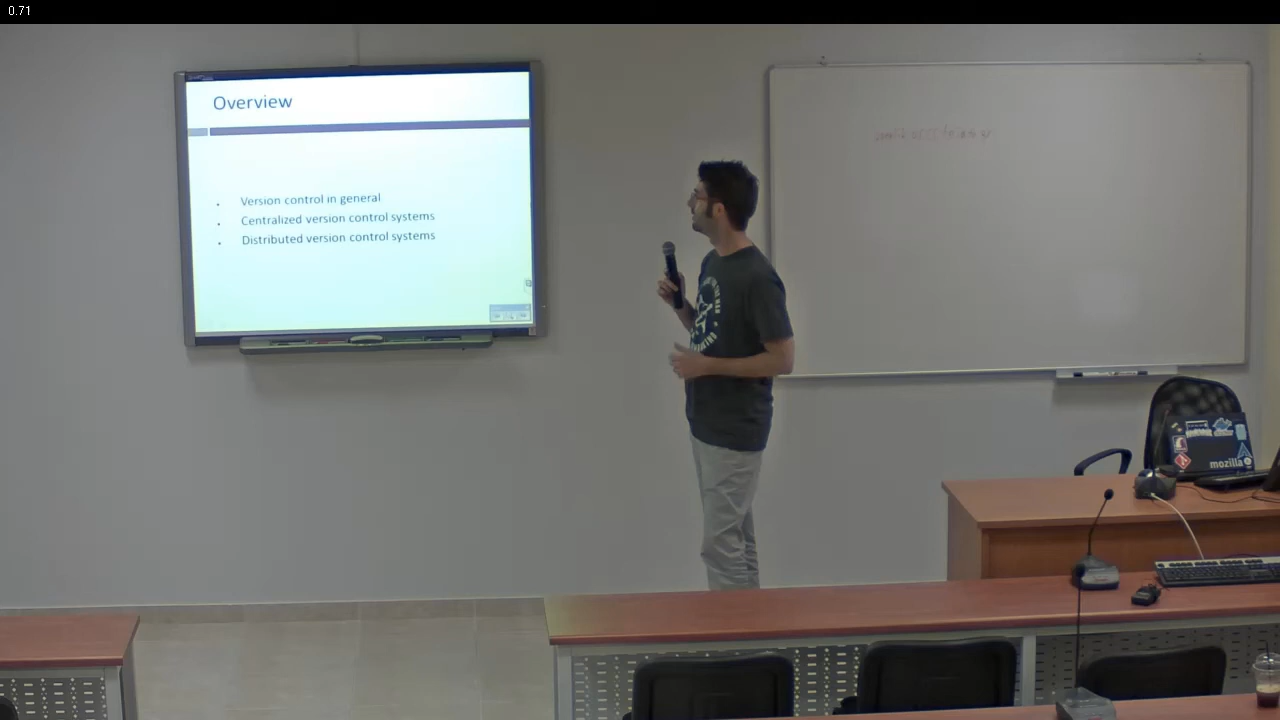 0.71
Overview
. Version control in general
. Centralized version control systems
. Distributed version control systems
mozilla